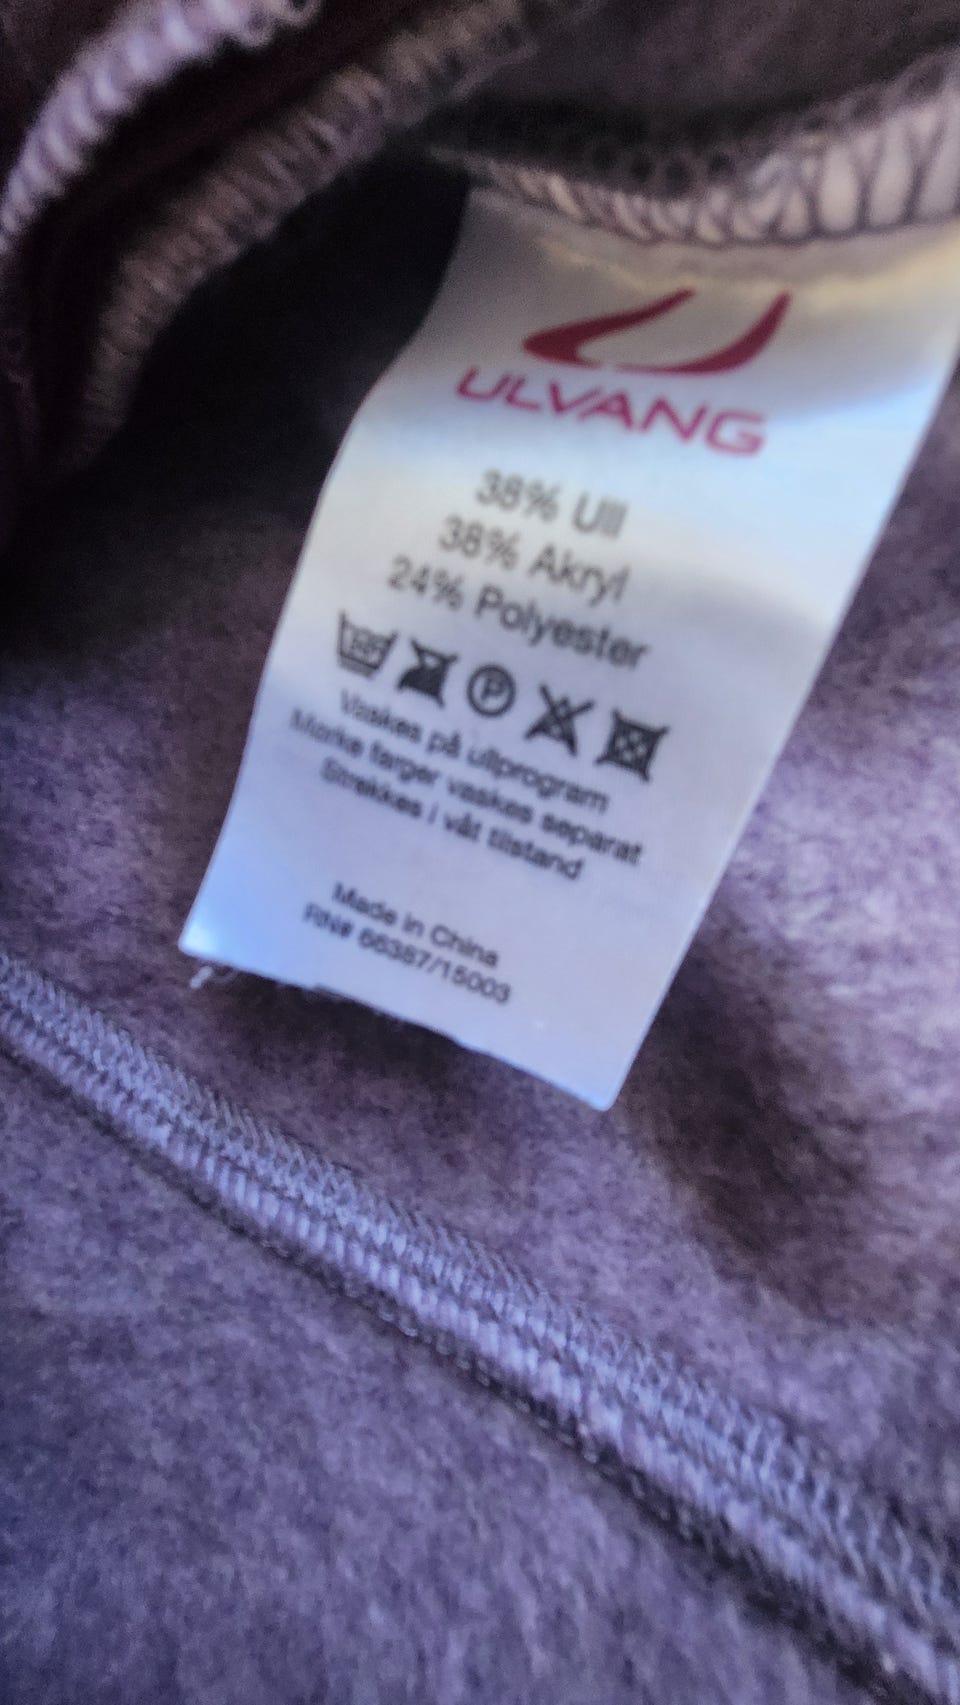 ULVANG
38% Ull
38% Akryl
24% Polyester
P
Vaskes på ullprogram
Mørke farger vaskes separat
Strekkes i våt tilstand
Made in China
RN# 66387/15003